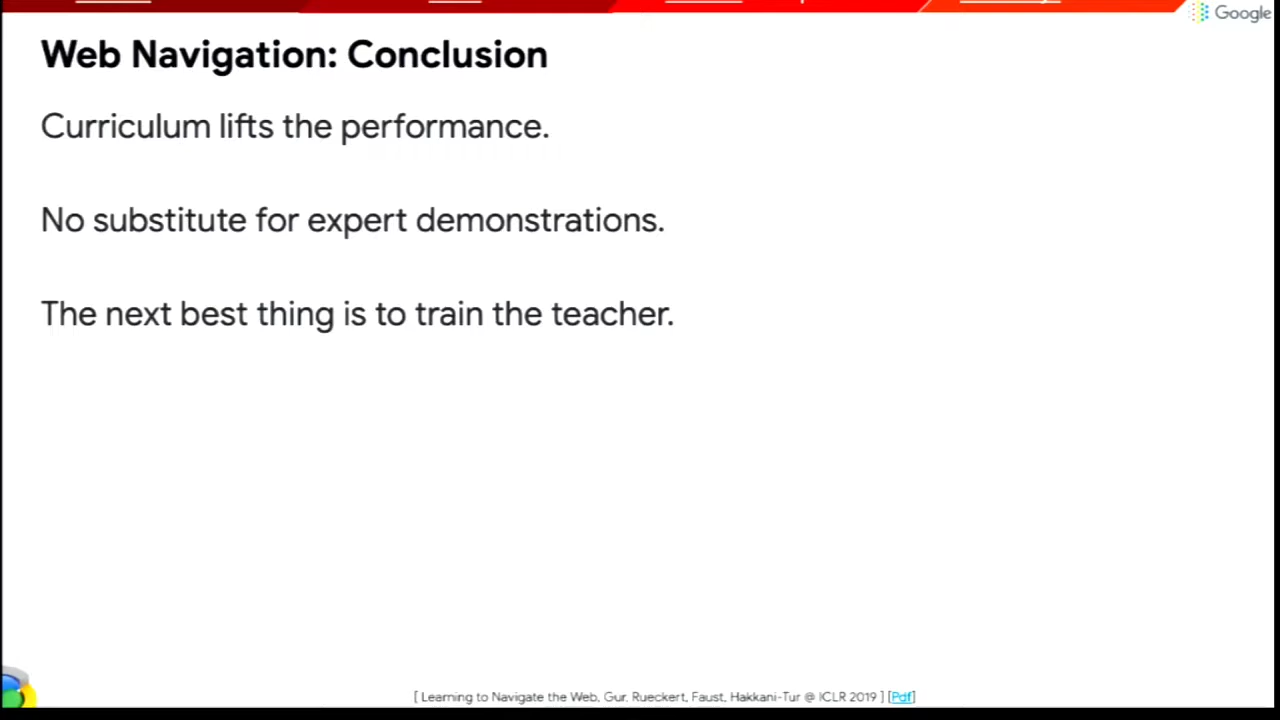 Google
Web Navigation: Conclusion
Curriculum lifts the performance.
No substitute for expert demonstrations.
The next best thing is to train the teacher.
[ Learning to Navigate the Web, Gur, Rueckert, Faust, Hakkani-Tur @ ICLR 2019 ] [Pdf]